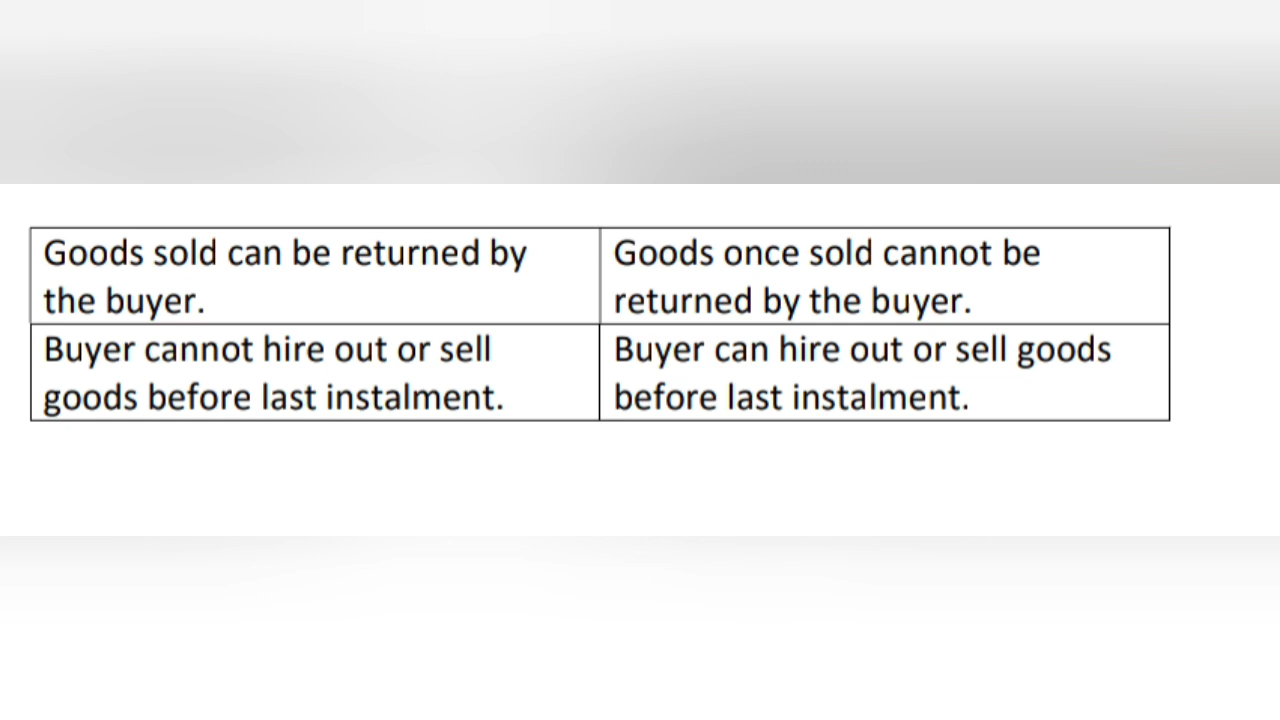 Goods sold can be returned by
the buyer.
Goods once sold cannot be
returned by the buyer.
Buyer cannot hire out or sell
goods before last instalment.
Buyer can hire out or sell goods
before last instalment.